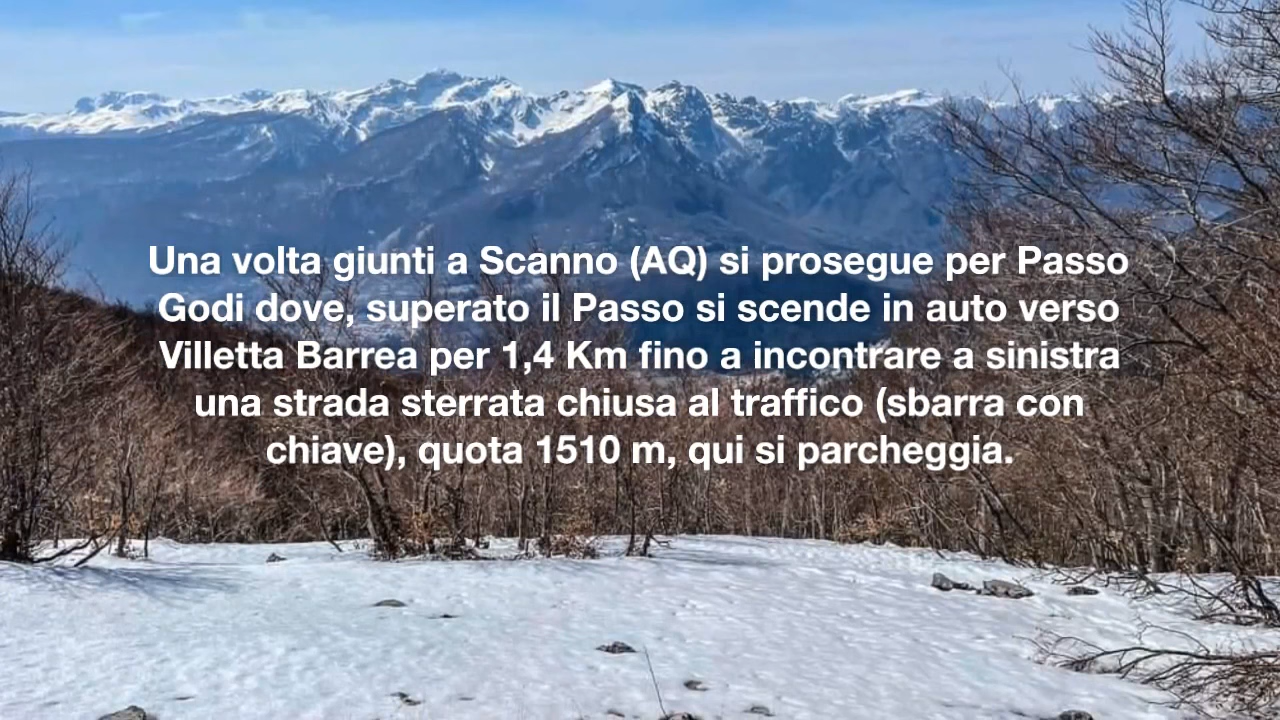 Una volta giunti a Scanno (AQ) si prosegue per Passo
Godi dove, superato il Passo si scende in auto verso
Villetta Barrea per 1,4 Km fino a incontrare a sinistra
una strada sterrata chiusa al traffico (sbarra con
chiave), quota 1510 m, qui si parcheggia.